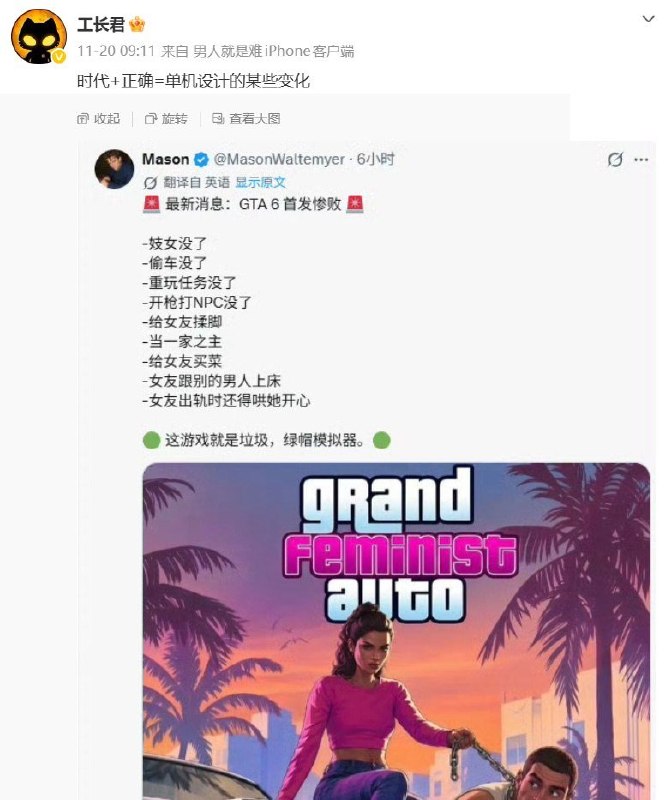 工长君
11-20 09:11 来自 男人就是难iPhone客户端
时代+正确=单机设计的某些变化
收起 旋转 查看大图
Mason @MasonWaltemyer · 6小时
翻译自 英语 显示原文
🚨 最新消息：GTA 6 首发惨败 🚨
-妓女没了
-偷车没了
-重玩任务没了
-开枪打NPC没了
-给女友揉脚
-当一家之主
-给女友买菜
-女友跟别的男人上床
-女友出轨时还得哄她开心
🟢 这游戏就是垃圾，绿帽模拟器。🟢
grand
feminist
auto